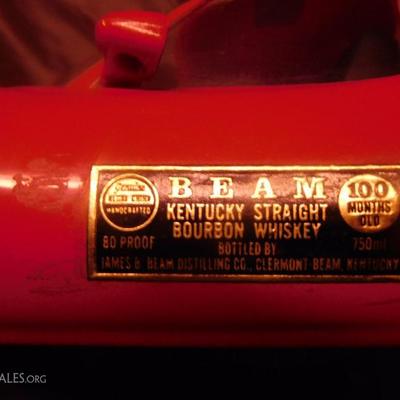 BEAM
KENTUCKY STRAIGHT
BOURBON WHISKEY
HANDCRAFTED
100
MONTHS
OLD
80 PROOF
BOTTLED BY
750ml
JAMES B. BEAM DISTILLING CO., CLERMONT BEAM, KENTUCKY
ALES.ORG